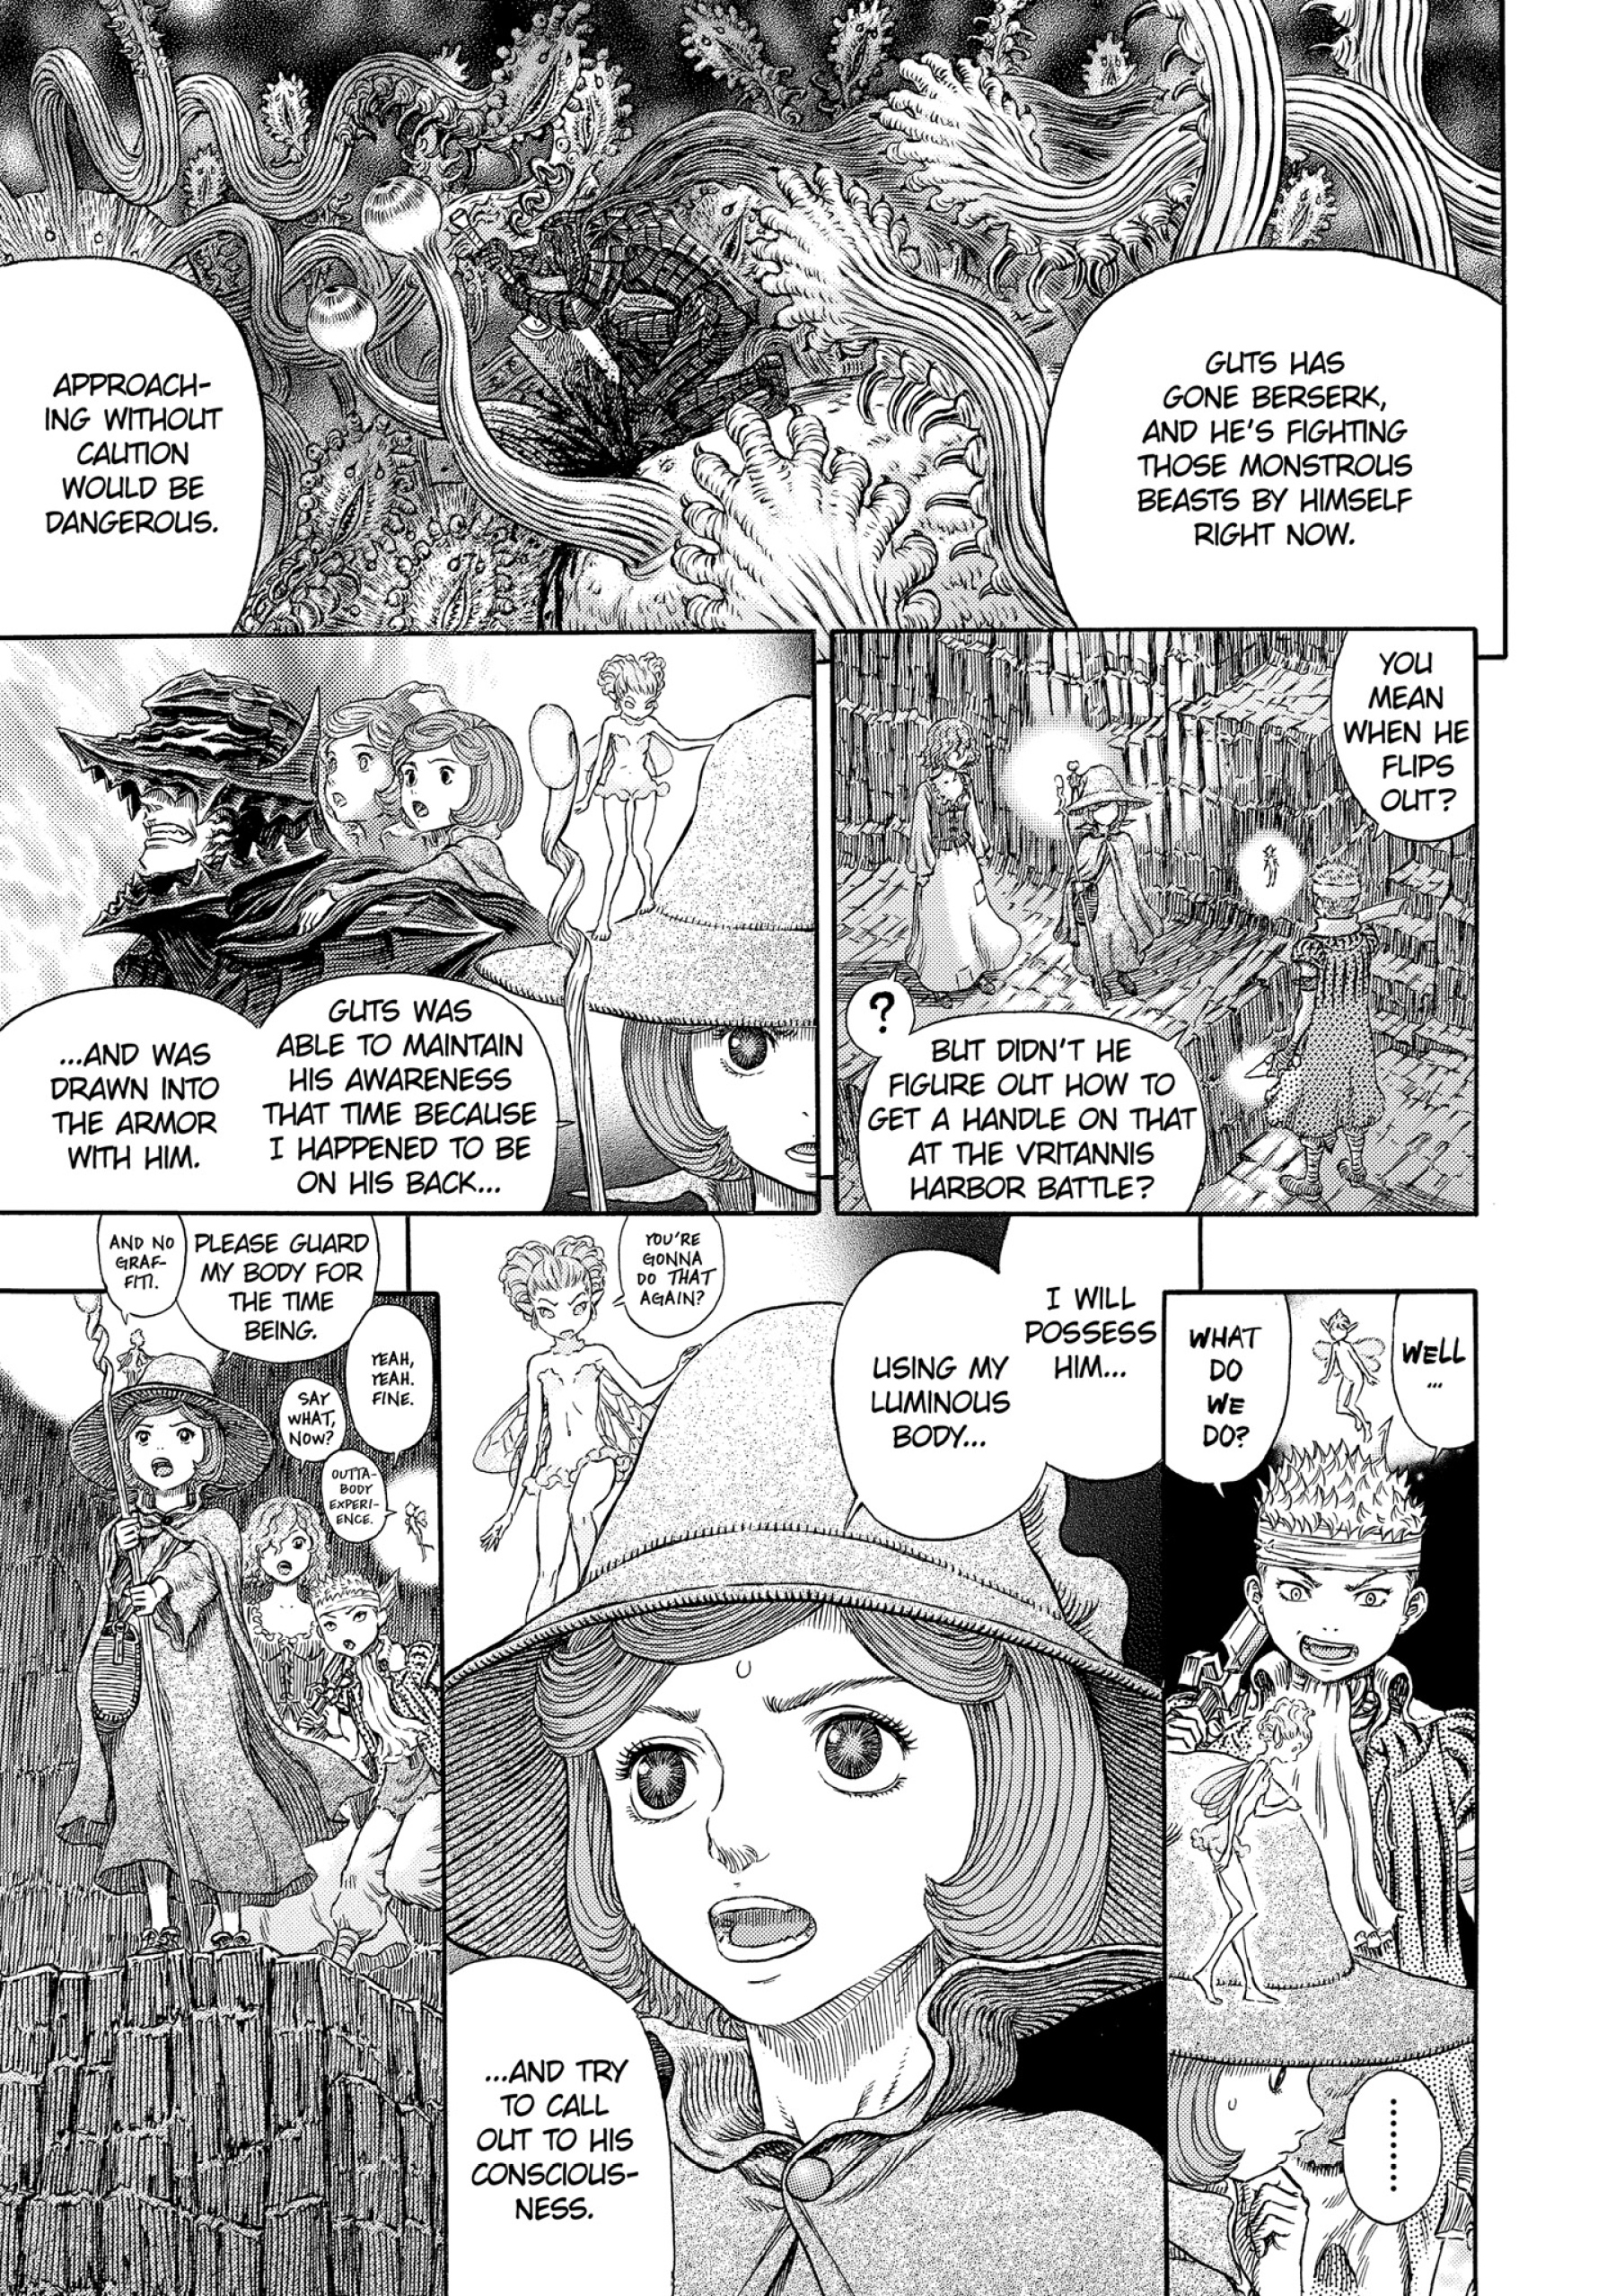 GUTS HAS
GONE BERSERK,
AND HE'S FIGHTING
THOSE MONSTROUS
BEASTS BY HIMSELF
RIGHT NOW.
APPROACH-
ING WITHOUT
CAUTION
WOULD BE
DANGEROUS.
YOU
MEAN
WHEN HE
FLIPS
OUT?
?
BUT DIDN'T HE
FIGURE OUT HOW TO
GET A HANDLE ON THAT
AT THE VRITANNIS
HARBOR BATTLE?
GUTS WAS
ABLE TO MAINTAIN
HIS AWARENESS
THAT TIME BECAUSE
I HAPPENED TO BE
ON HIS BACK...
...AND WAS
DRAWN INTO
THE ARMOR
WITH HIM.
WELL
...
WHAT
DO
WE
DO?
.........
I WILL
POSSESS
HIM...
USING MY
LUMINOUS
BODY...
YOU'RE
GONNA
DO THAT
AGAIN?
...AND TRY
TO CALL
OUT TO HIS
CONSCIOUS-
NESS.
PLEASE GUARD
MY BODY FOR
THE TIME
BEING.
AND NO
GRAF-
FITI.
YEAH,
YEAH.
FINE.
SAY
WHAT,
NOW?
OUTTA-
BODY
EXPERI-
ENCE.